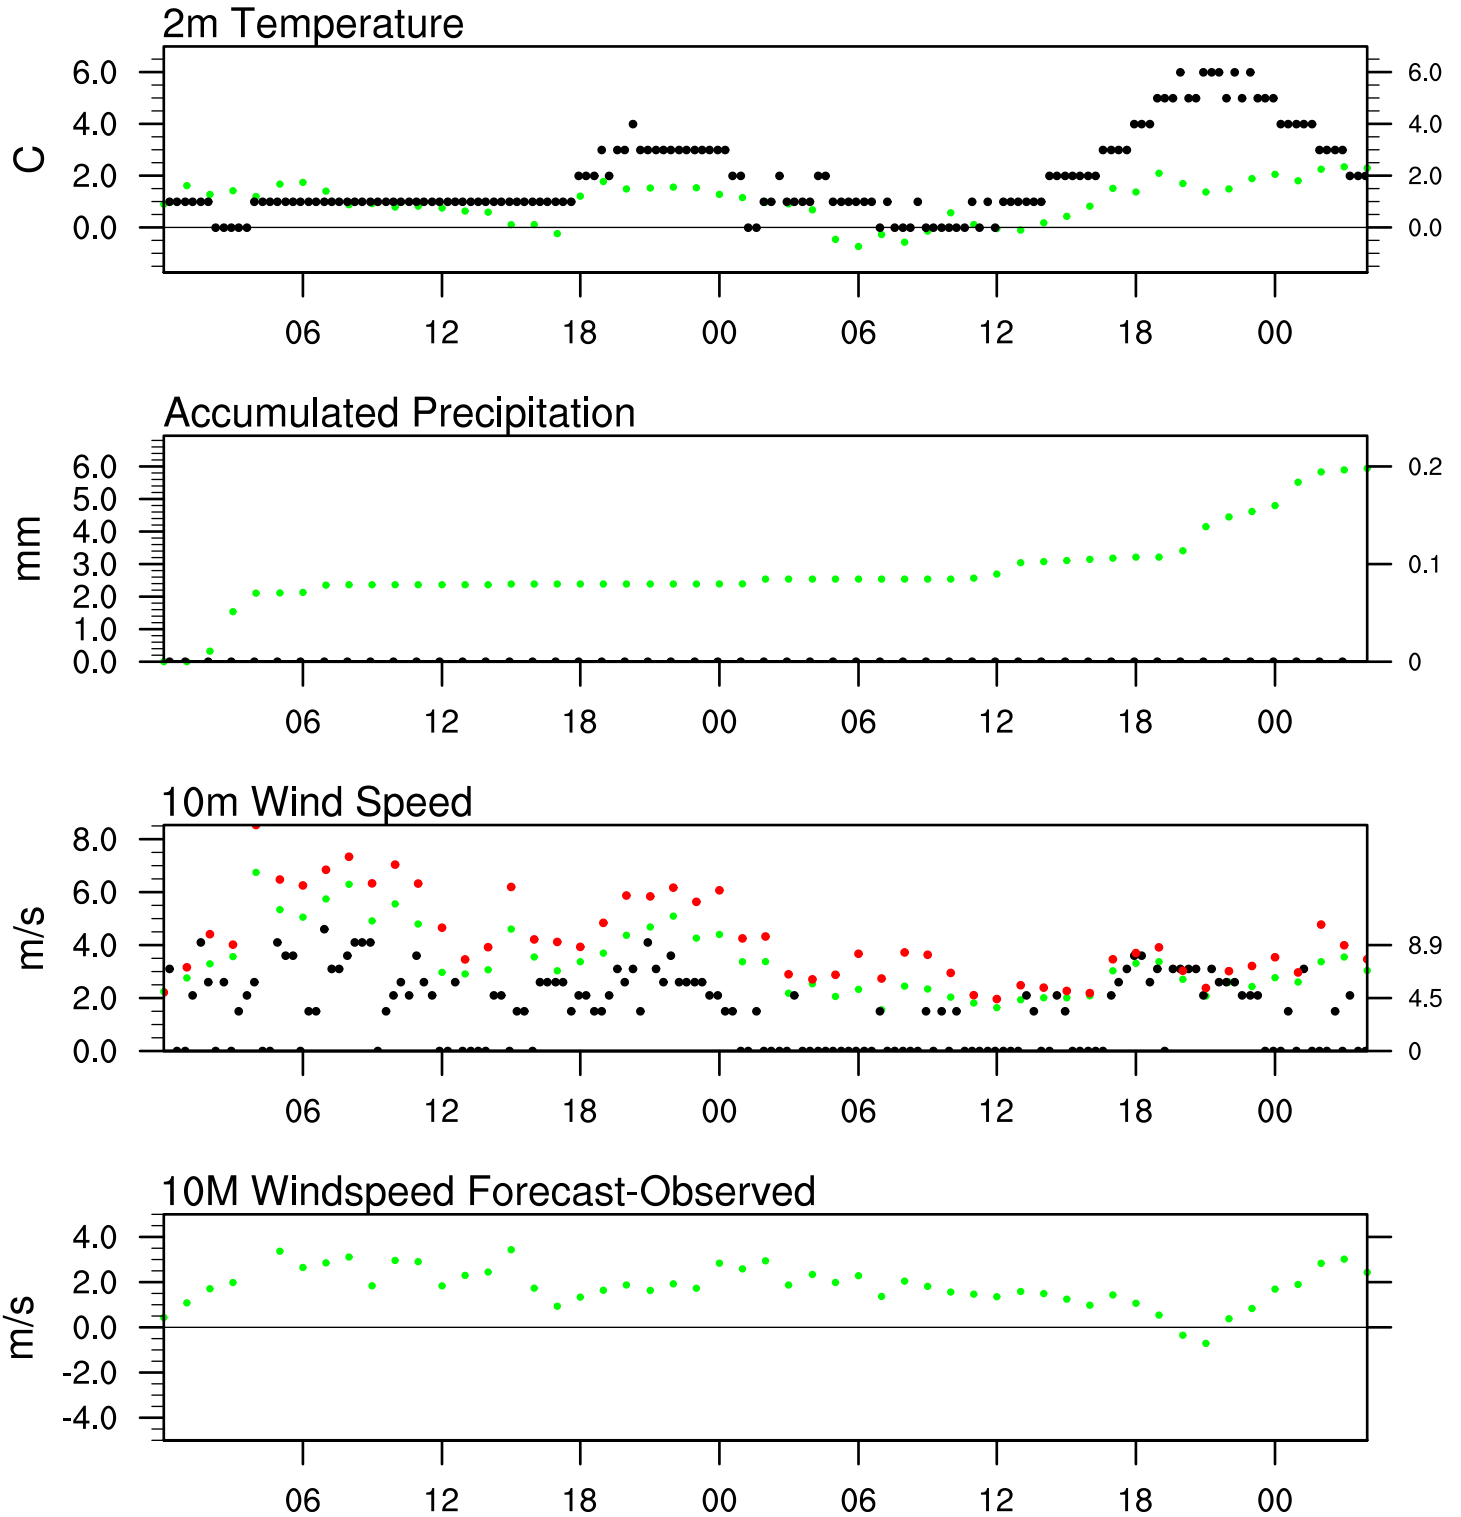 2m Temperature
6.0 6.0
4.0 4.0
C
2.0 2.0
0.0 0.0
06 12 18 00 06 12 18 00
Accumulated Precipitation
6.0 0.2
5.0
4.0
mm
3.0 0.1
2.0
1.0
0.0 0
06 12 18 00 06 12 18 00
10m Wind Speed
8.0
6.0
m/s
4.0 8.9
2.0 4.5
0.0 0
06 12 18 00 06 12 18 00
10M Windspeed Forecast-Observed
4.0
2.0
m/s
0.0
-2.0
-4.0
06 12 18 00 06 12 18 00